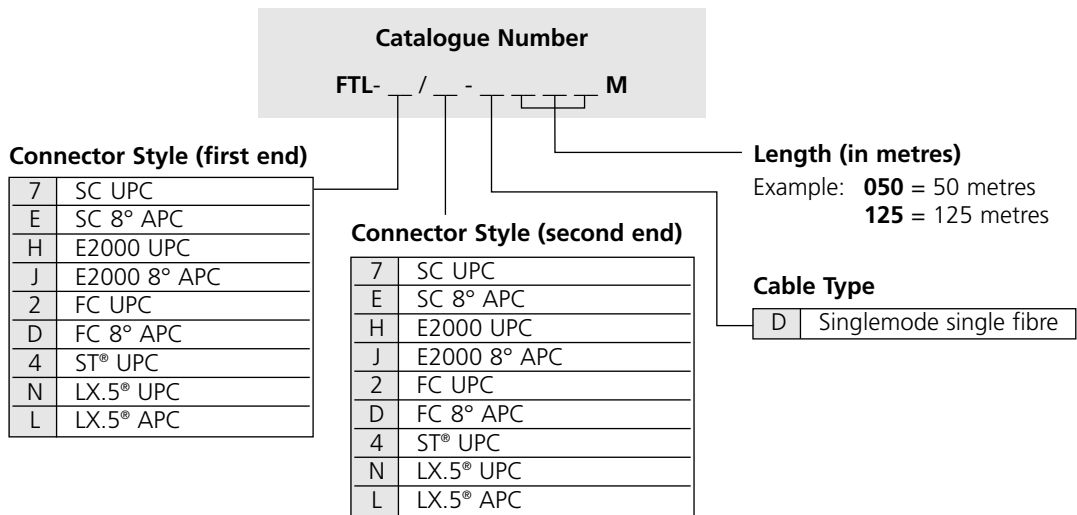 Catalogue Number
FTL- __ / __ - __ __ __ __ M
Connector Style (first end)
7 SC UPC
E SC 8° APC
H E2000 UPC
J E2000 8° APC
2 FC UPC
D FC 8° APC
4 ST® UPC
N LX.5® UPC
L LX.5® APC
Connector Style (second end)
7 SC UPC
E SC 8° APC
H E2000 UPC
J E2000 8° APC
2 FC UPC
D FC 8° APC
4 ST® UPC
N LX.5® UPC
L LX.5® APC
Length (in metres)
Example: 050 = 50 metres
125 = 125 metres
Cable Type
D Singlemode single fibre